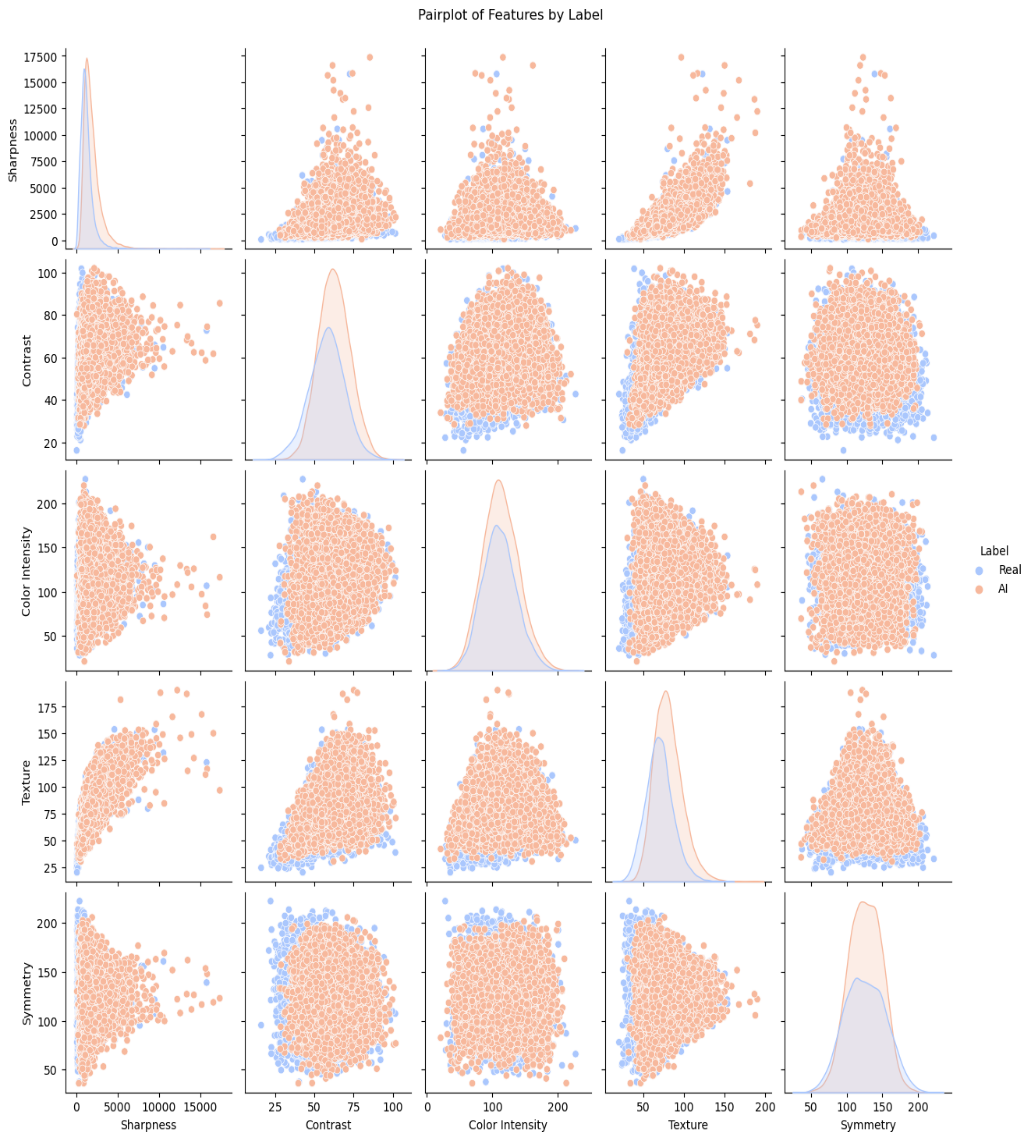 Pairplot of Features by Label
17500
15000
12500
10000
7500
5000
2500
0
Sharpness
100
80
60
40
20
Contrast
200
150
100
50
Color Intensity
Label
Real
AI
175
150
125
100
75
50
25
Texture
200
150
100
50
Symmetry
0 5000 10000 15000
25 50 75 100
0 100 200
50 100 150 200
50 100 150 200
Sharpness Contrast Color Intensity Texture Symmetry